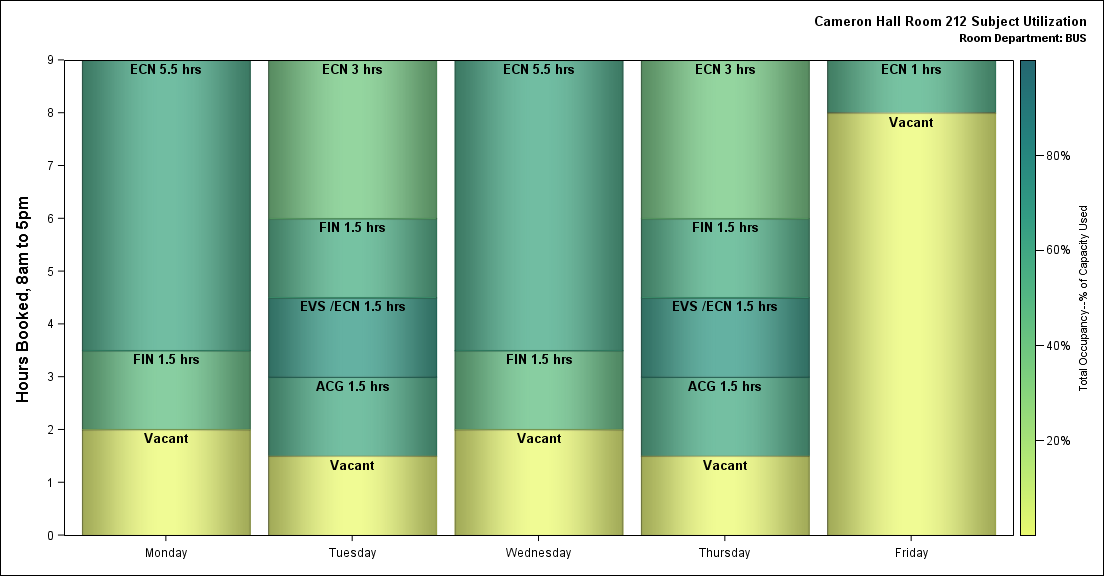 Cameron Hall Room 212 Subject Utilization
Room Department: BUS
Hours Booked, 8am to 5pm
9
8
7
6
5
4
3
2
1
0
ECN 5.5 hrs
FIN 1.5 hrs
Vacant
ECN 3 hrs
FIN 1.5 hrs
EVS /ECN 1.5 hrs
ACG 1.5 hrs
Vacant
ECN 5.5 hrs
FIN 1.5 hrs
Vacant
ECN 3 hrs
FIN 1.5 hrs
EVS /ECN 1.5 hrs
ACG 1.5 hrs
Vacant
ECN 1 hrs
Vacant
Monday
Tuesday
Wednesday
Thursday
Friday
80%
60%
40%
20%
Total Occupancy--% of Capacity Used